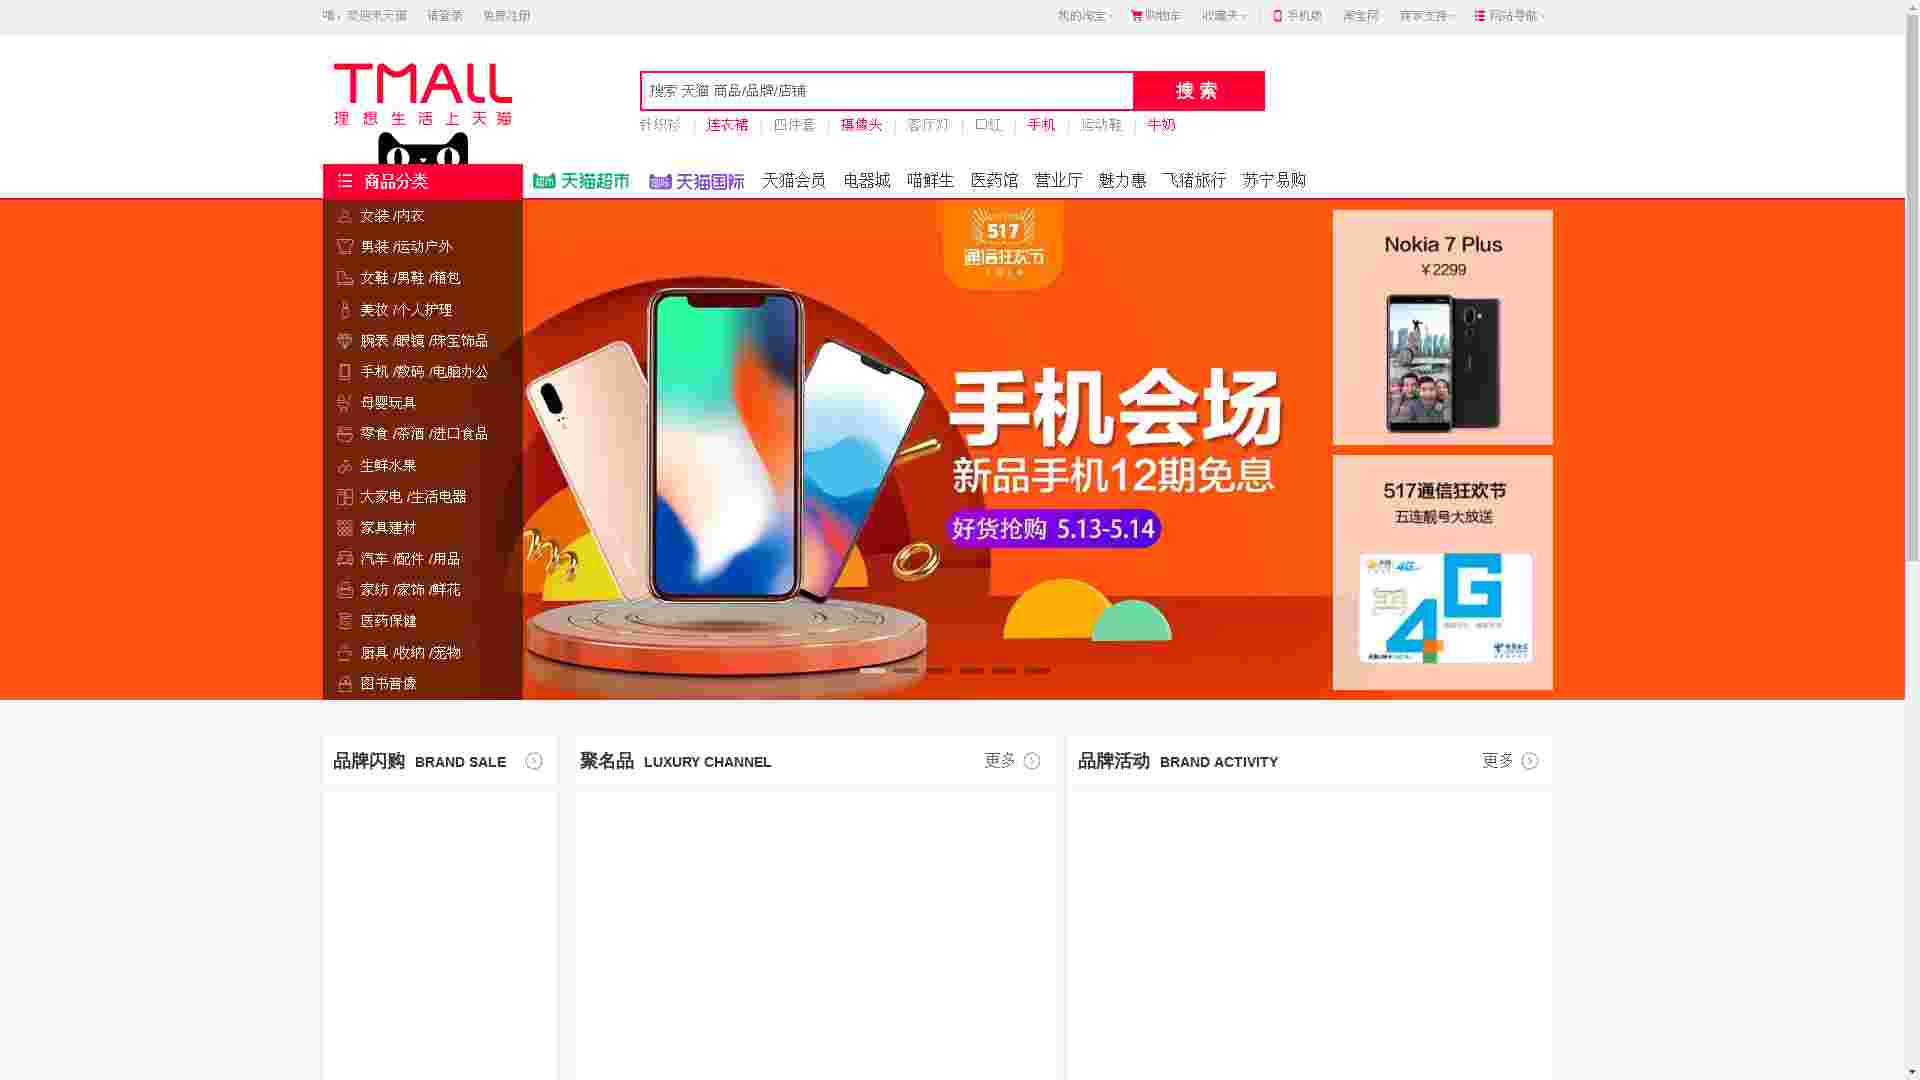 喵，欢迎来天猫 请登录 免费注册 我的淘宝 购物车 收藏夹 手机版 淘宝网 商家支持 网站导航
TMALL
理想生活上天猫
搜索 天猫 商品/品牌/店铺 搜索
针织衫 连衣裙 四件套 摄像头 客厅灯 口红 手机 运动鞋 牛奶
商品分类 天猫超市 天猫国际 天猫会员 电器城 喵鲜生 医药馆 营业厅 魅力惠 飞猪旅行 苏宁易购
女装 /内衣
男装 /运动户外
女鞋 /男鞋 /箱包
美妆 /个人护理
腕表 /眼镜 /珠宝饰品
手机 /数码 /电脑办公
母婴玩具
零食 /茶酒 /进口食品
生鲜水果
大家电 /生活电器
家具建材
汽车 /配件 /用品
家纺 /家饰 /鲜花
医药保健
厨具 /收纳 /宠物
图书音像
517
通信狂欢节
手机会场
新品手机12期免息
好货抢购 5.13-5.14
Nokia 7 Plus
¥2299
517通信狂欢节
五连靓号大放送
4G
4G
品牌闪购 BRAND SALE
聚名品 LUXURY CHANNEL 更多
品牌活动 BRAND ACTIVITY 更多